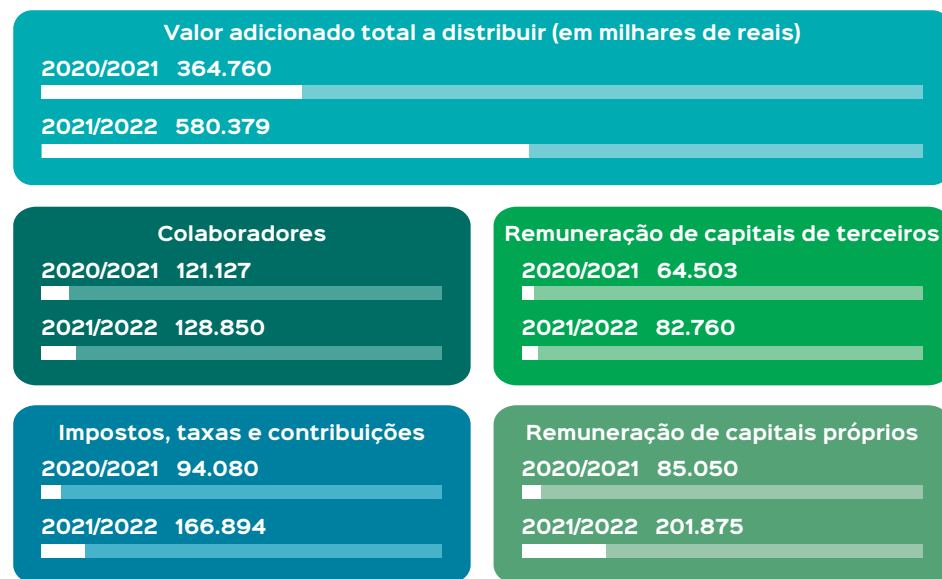 Valor adicionado total a distribuir (em milhares de reais)
2020/2021 364.760
2021/2022 580.379
Colaboradores
2020/2021 121.127
2021/2022 128.850
Remuneração de capitais de terceiros
2020/2021 64.503
2021/2022 82.760
Impostos, taxas e contribuições
2020/2021 94.080
2021/2022 166.894
Remuneração de capitais próprios
2020/2021 85.050
2021/2022 201.875